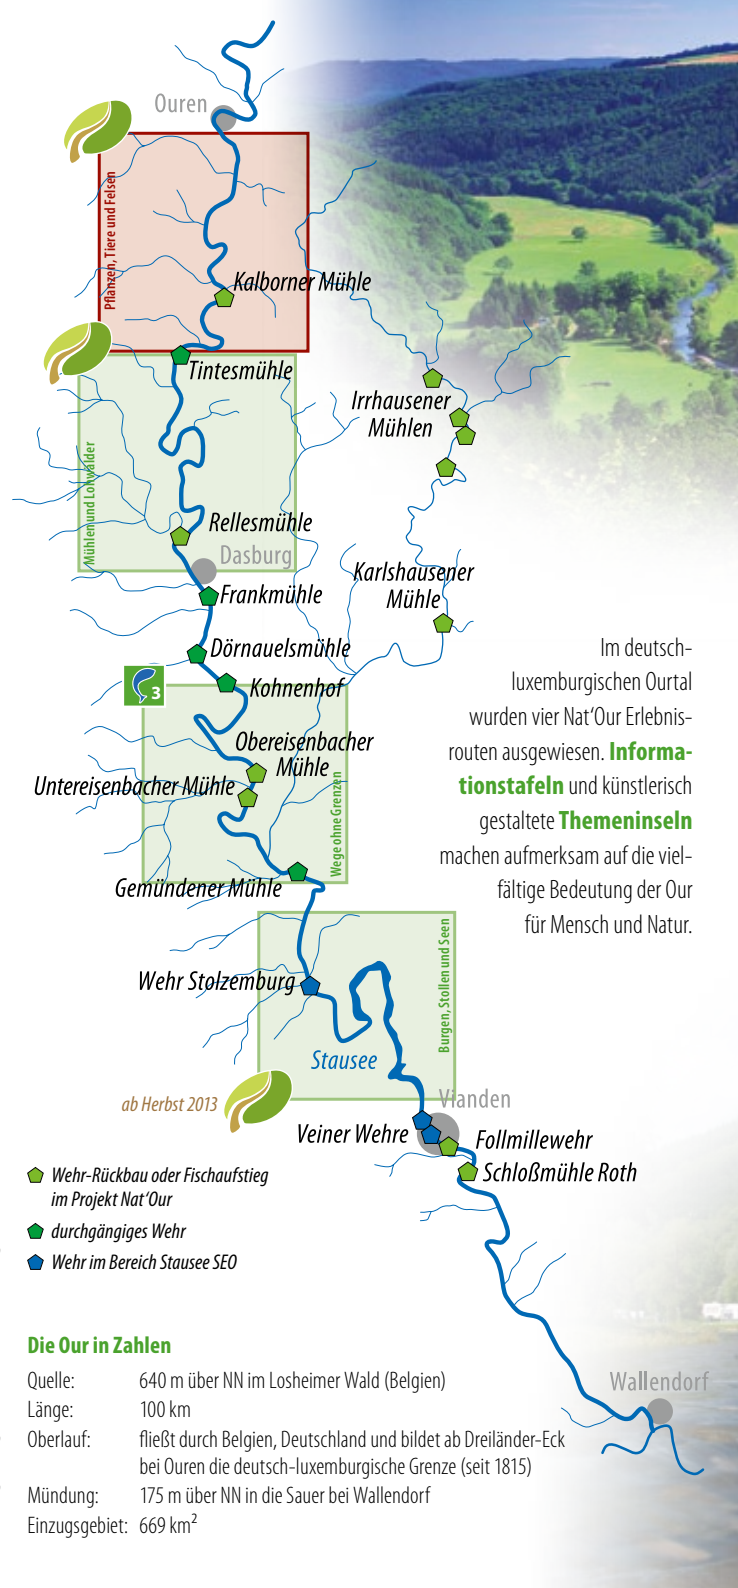 Ouren
Pflanzen, Tiere und Felsen
Kalborner Mühle
Tintesmühle
Irrhausener
Mühlen
Mühlen und Lohwälder
Rellesmühle
Dasburg
Karlshausener
Mühle
Frankmühle
Dörnauelsmühle
3
Kohnenhof
Obereisenbacher
Mühle
Untereisenbacher Mühle
Wege ohne Grenzen
Gemündener Mühle
Im deutsch-
luxemburgischen Ourtal
wurden vier Nat'Our Erlebnis-
routen ausgewiesen. Informa-
tionstafeln und künstlerisch
gestaltete Themeninseln
machen aufmerksam auf die viel-
fältige Bedeutung der Our
für Mensch und Natur.
Burgen, Stollen und Seen
Wehr Stolzemburg
Stausee
ab Herbst 2013
Vianden
Veiner Wehre
Follmillewehr
Schloßmühle Roth
Wehr-Rückbau oder Fischaufstieg
im Projekt Nat'Our
durchgängiges Wehr
Wehr im Bereich Stausee SEO
Wallendorf
Die Our in Zahlen
Quelle: 640 m über NN im Losheimer Wald (Belgien)
Länge: 100 km
Oberlauf: fließt durch Belgien, Deutschland und bildet ab Dreiländer-Eck
bei Ouren die deutsch-luxemburgische Grenze (seit 1815)
Mündung: 175 m über NN in die Sauer bei Wallendorf
Einzugsgebiet: 669 km²